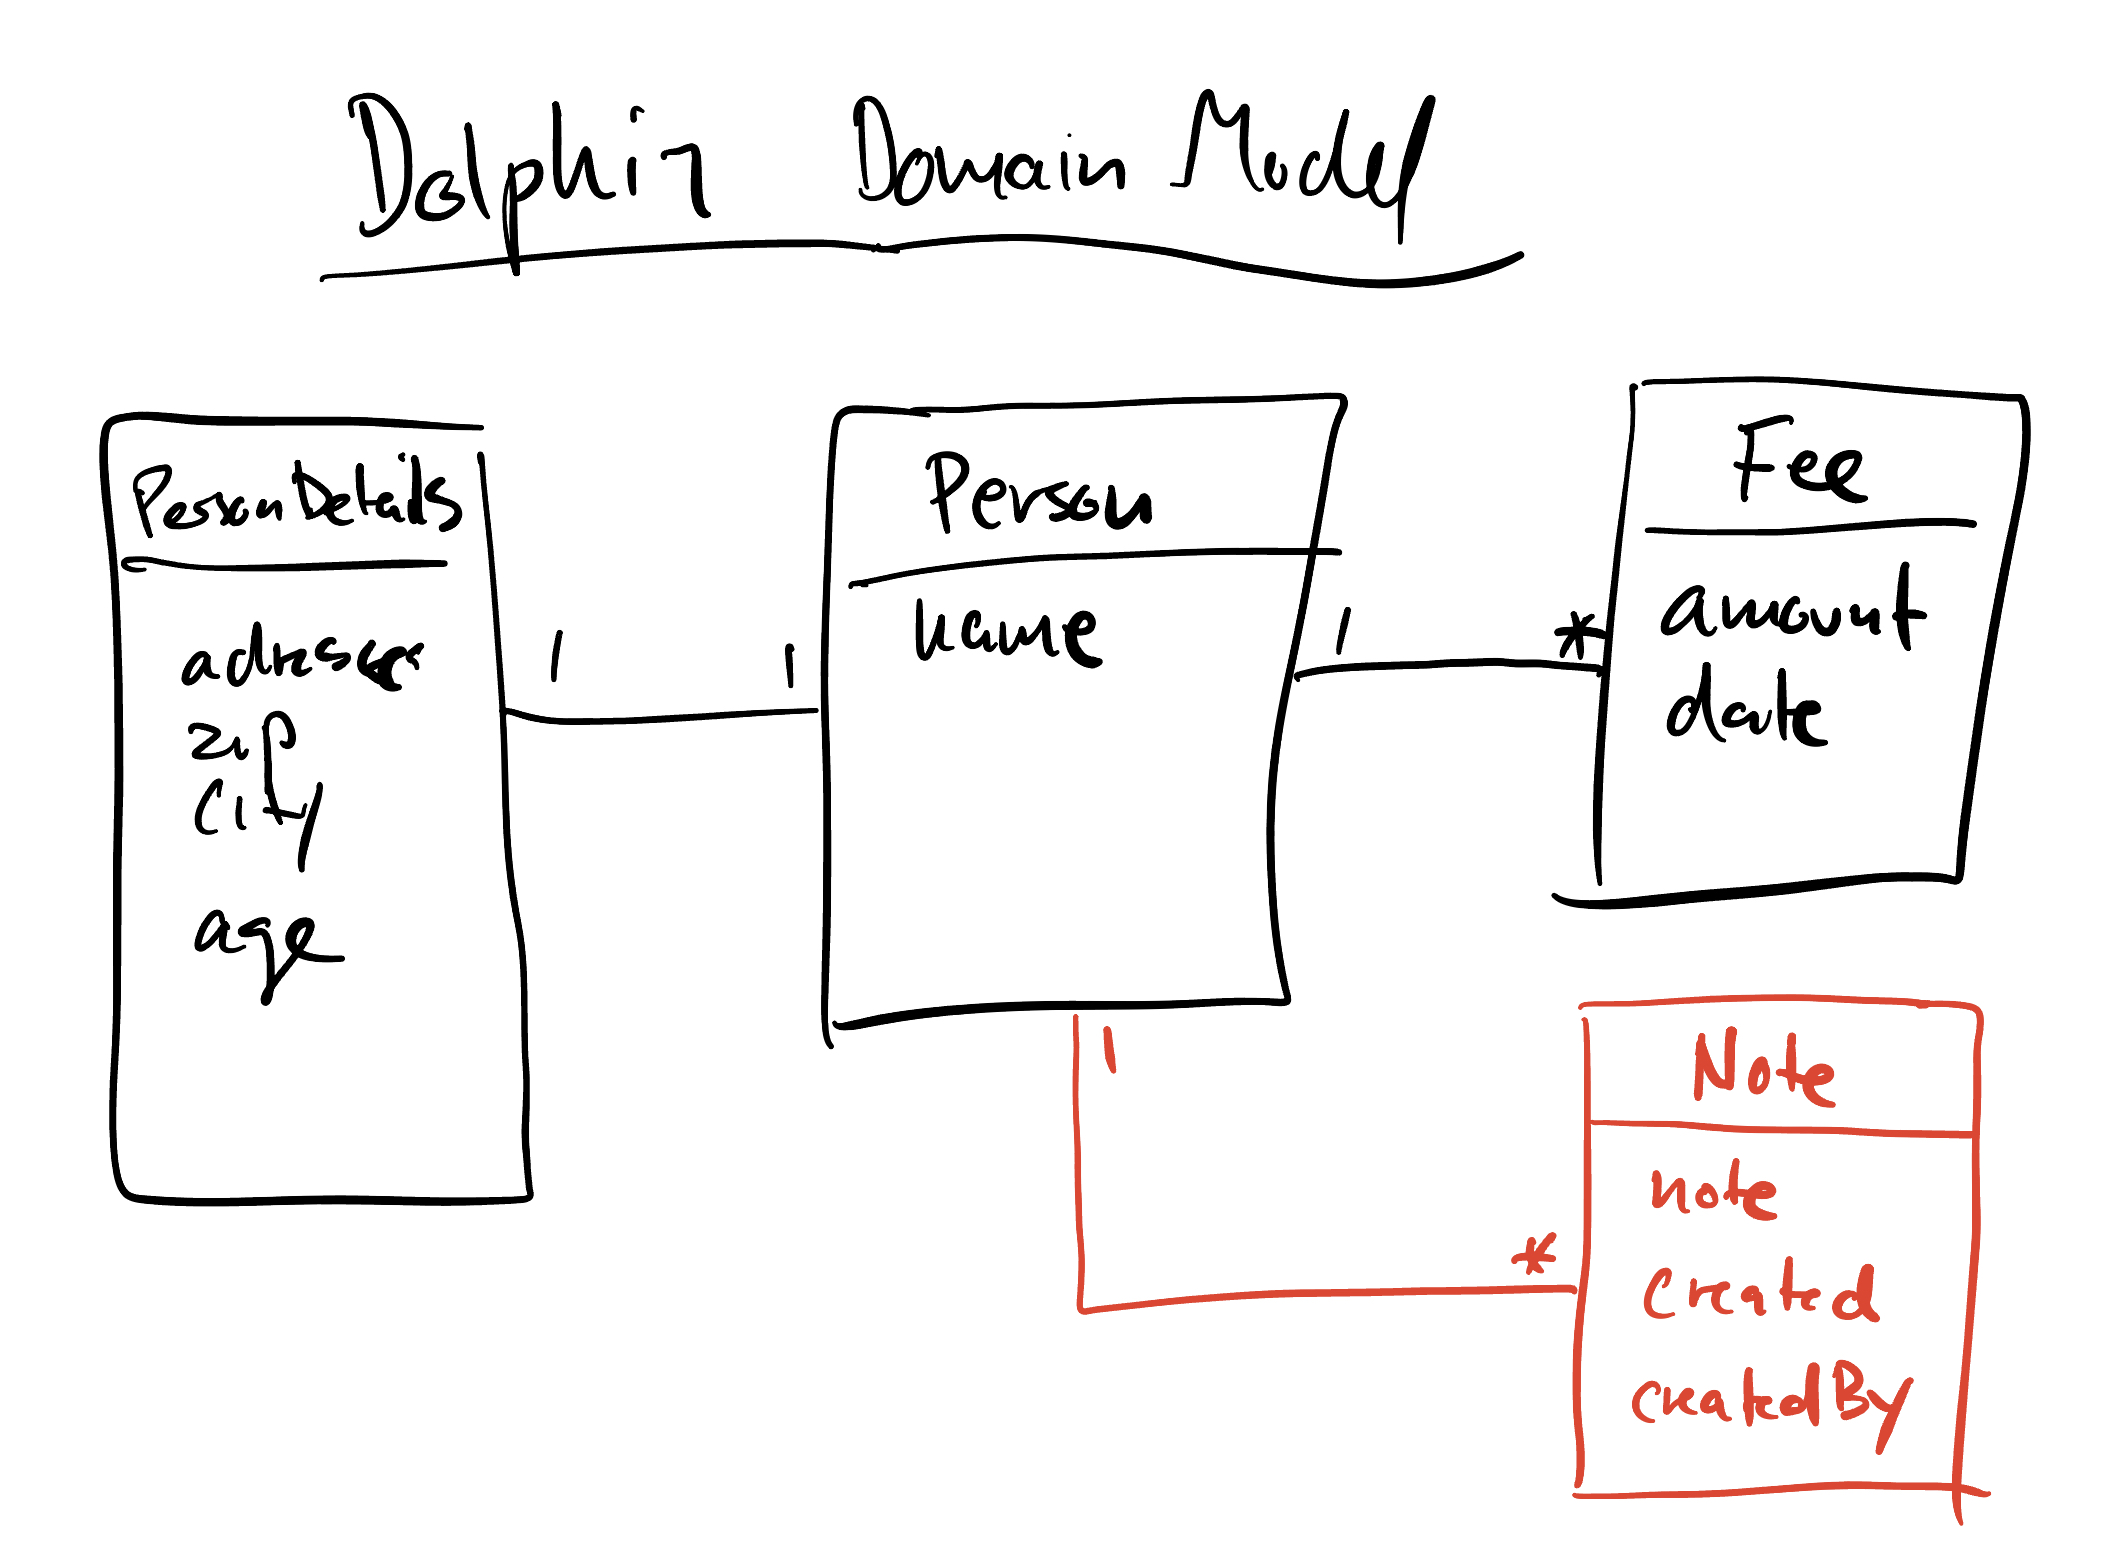 Dolphin Domain Model
PersonDetails
adresse
zip
city
age
1
1
Person
name
1
*
Fee
amount
date
1
*
Note
note
created
createdBy